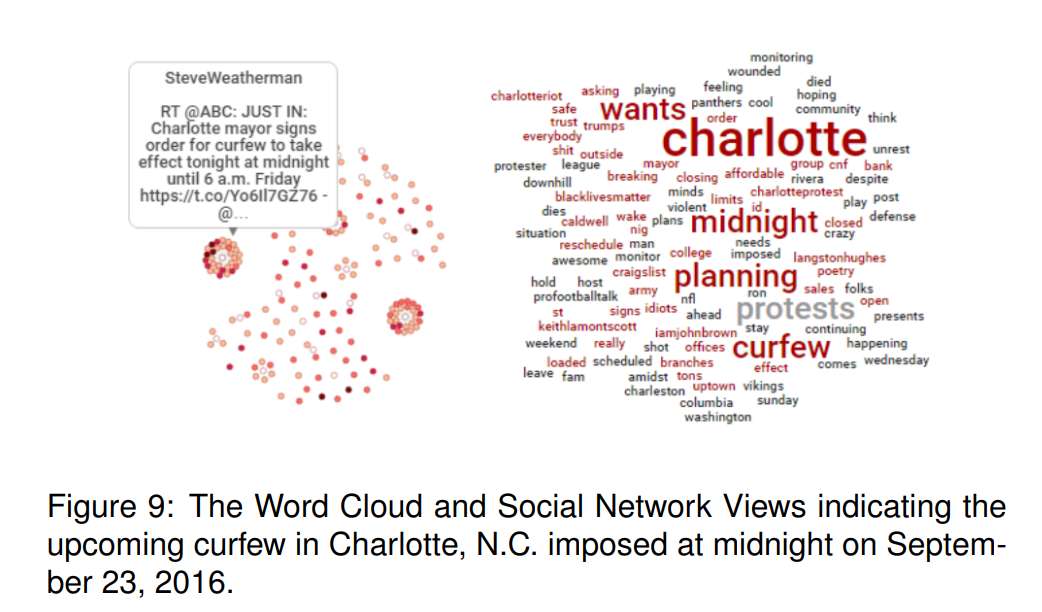 SteveWeatherman
RT @ABC: JUST IN:
Charlotte mayor signs
order for curfew to take
effect tonight at midnight
until 6 a.m. Friday
https://t.co/Yo6Il7GZ76 -
@...
monitoring
wounded
died
charlotteriot asking playing feeling hoping
safe wants panthers cool community
trust trumps order charlotte think
everybody
shit outside unrest
protester league mayor group cnf bank
downhill breaking closing affordable rivera despite
blacklivesmatter minds limits charlotteprotest play post
dies violent id
caldwell wake plans midnight closed defense
situation nig crazy
reschedule man needs
awesome monitor college imposed langstonhughes
craigslist planning poetry
hold host army ron sales folks
profootballtalk nfl protests open
st signs idiots ahead presents
keithlamontscott iamjohnbrown stay continuing
weekend really shot offices curfew happening
loaded scheduled branches effect comes wednesday
leave fam amidst tons
charleston uptown vikings
columbia sunday
washington
Figure 9: The Word Cloud and Social Network Views indicating the
upcoming curfew in Charlotte, N.C. imposed at midnight on Septem-
ber 23, 2016.